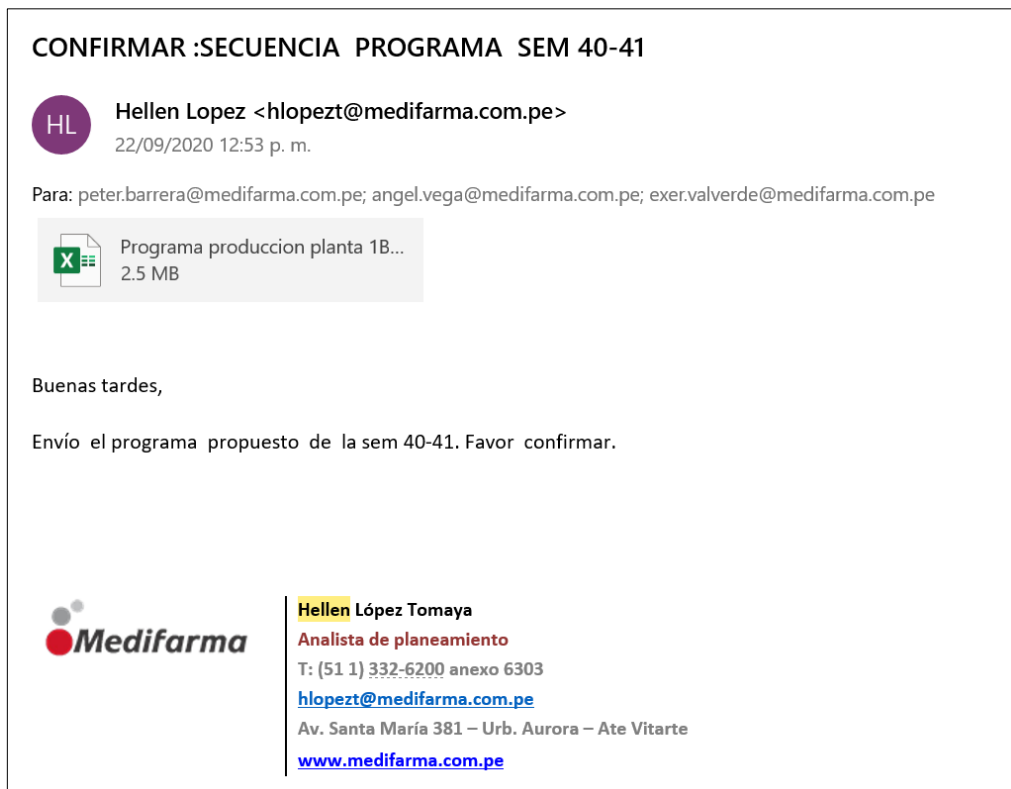 CONFIRMAR :SECUENCIA PROGRAMA SEM 40-41
HL
Hellen Lopez <hlopezt@medifarma.com.pe>
22/09/2020 12:53 p. m.
Para: peter.barrera@medifarma.com.pe; angel.vega@medifarma.com.pe; exer.valverde@medifarma.com.pe
Programa produccion planta 1B...
2.5 MB
Buenas tardes,
Envío el programa propuesto de la sem 40-41. Favor confirmar.
Medifarma
Hellen López Tomaya
Analista de planeamiento
T: (51 1) 332-6200 anexo 6303
hlopezt@medifarma.com.pe
Av. Santa María 381 – Urb. Aurora – Ate Vitarte
www.medifarma.com.pe